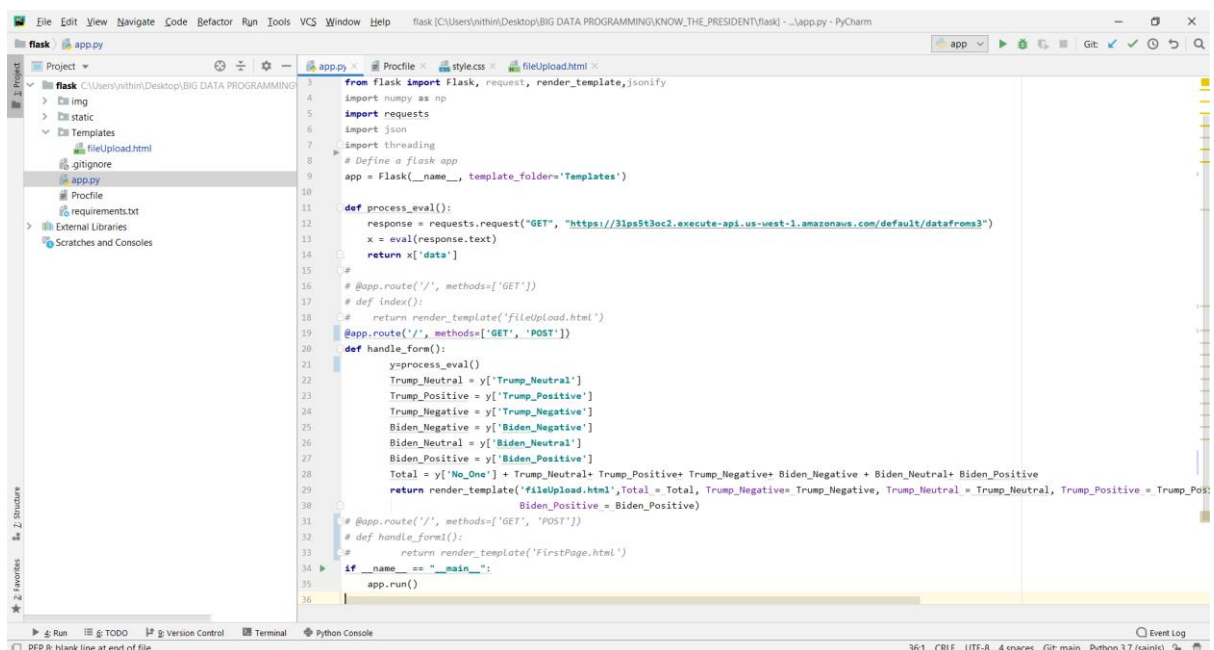 File Edit View Navigate Code Refactor Run Tools VCS Window Help flask [C:\Users\nithin\Desktop\BIG DATA PROGRAMMING\KNOW_THE_PRESIDENT\flask] - ...\app.py - PyCharm
flask app.py app Git:
Project app.py Procfile style.css fileUpload.html
1: Project
flask C:\Users\nithin\Desktop\BIG DATA PROGRAMMING
img
static
Templates
fileUpload.html
.gitignore
app.py
Procfile
requirements.txt
External Libraries
Scratches and Consoles
3 from flask import Flask, request, render_template,jsonify
4 import numpy as np
5 import requests
6 import json
7 import threading
8 # Define a flask app
9 app = Flask(__name__, template_folder='Templates')
10
11 def process_eval():
12 response = requests.request("GET", "https://31ps5t3oc2.execute-api.us-west-1.amazonaws.com/default/datafroms3")
13 x = eval(response.text)
14 return x['data']
15 #
16 # @app.route('/', methods=['GET'])
17 # def index():
18 # return render_template('fileUpload.html')
19 @app.route('/', methods=['GET', 'POST'])
20 def handle_form():
21 y=process_eval()
22 Trump_Neutral = y['Trump_Neutral']
23 Trump_Positive = y['Trump_Positive']
24 Trump_Negative = y['Trump_Negative']
25 Biden_Negative = y['Biden_Negative']
26 Biden_Neutral = y['Biden_Neutral']
27 Biden_Positive = y['Biden_Positive']
28 Total = y['No_One'] + Trump_Neutral+ Trump_Positive+ Trump_Negative+ Biden_Negative + Biden_Neutral+ Biden_Positive
29 return render_template('fileUpload.html',Total = Total, Trump_Negative= Trump_Negative, Trump_Neutral = Trump_Neutral, Trump_Positive = Trump_Pos
30 Biden_Positive = Biden_Positive)
31 # @app.route('/', methods=['GET', 'POST'])
32 # def handle_form1():
33 # return render_template('FirstPage.html')
34 if __name__ == "__main__":
35 app.run()
36
7: Structure
2: Favorites
4: Run 6: TODO 9: Version Control Terminal Python Console Event Log
PEP 8: blank line at end of file 36:1 CRLF UTF-8 4 spaces Git: main Python 3.7